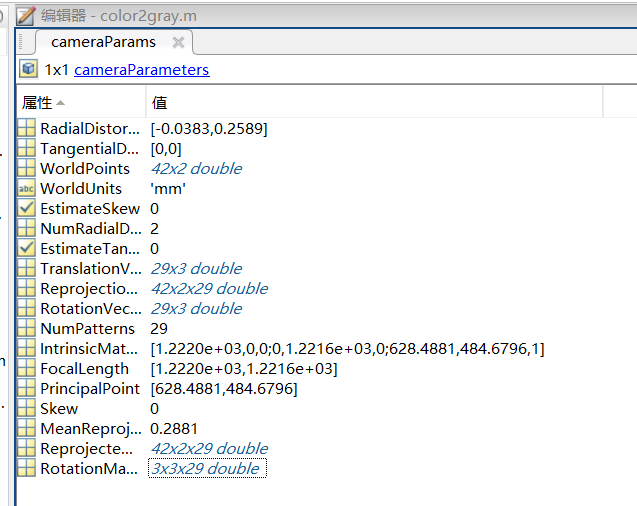 编辑器 - color2gray.m
cameraParams
1x1 cameraParameters
属性 值
RadialDistor... [-0.0383,0.2589]
TangentialD... [0,0]
WorldPoints 42x2 double
abc WorldUnits 'mm'
EstimateSkew 0
NumRadialD... 2
EstimateTan... 0
TranslationV... 29x3 double
Reprojectio... 42x2x29 double
RotationVec... 29x3 double
NumPatterns 29
IntrinsicMat... [1.2220e+03,0,0;0,1.2216e+03,0;628.4881,484.6796,1]
FocalLength [1.2220e+03,1.2216e+03]
PrincipalPoint [628.4881,484.6796]
Skew 0
MeanReproj... 0.2881
Reprojecte... 42x2x29 double
RotationMa... 3x3x29 double